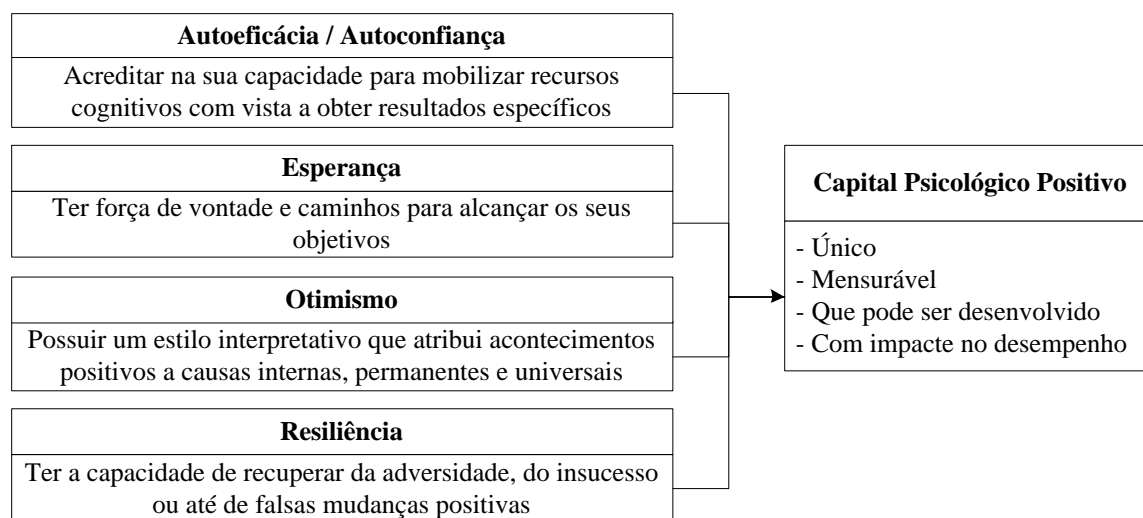 Autoeficácia / Autoconfiança
Acreditar na sua capacidade para mobilizar recursos
cognitivos com vista a obter resultados específicos
Esperança
Ter força de vontade e caminhos para alcançar os seus
objetivos
Otimismo
Possuir um estilo interpretativo que atribui acontecimentos
positivos a causas internas, permanentes e universais
Resiliência
Ter a capacidade de recuperar da adversidade, do insucesso
ou até de falsas mudanças positivas
Capital Psicológico Positivo
- Único
- Mensurável
- Que pode ser desenvolvido
- Com impacte no desempenho